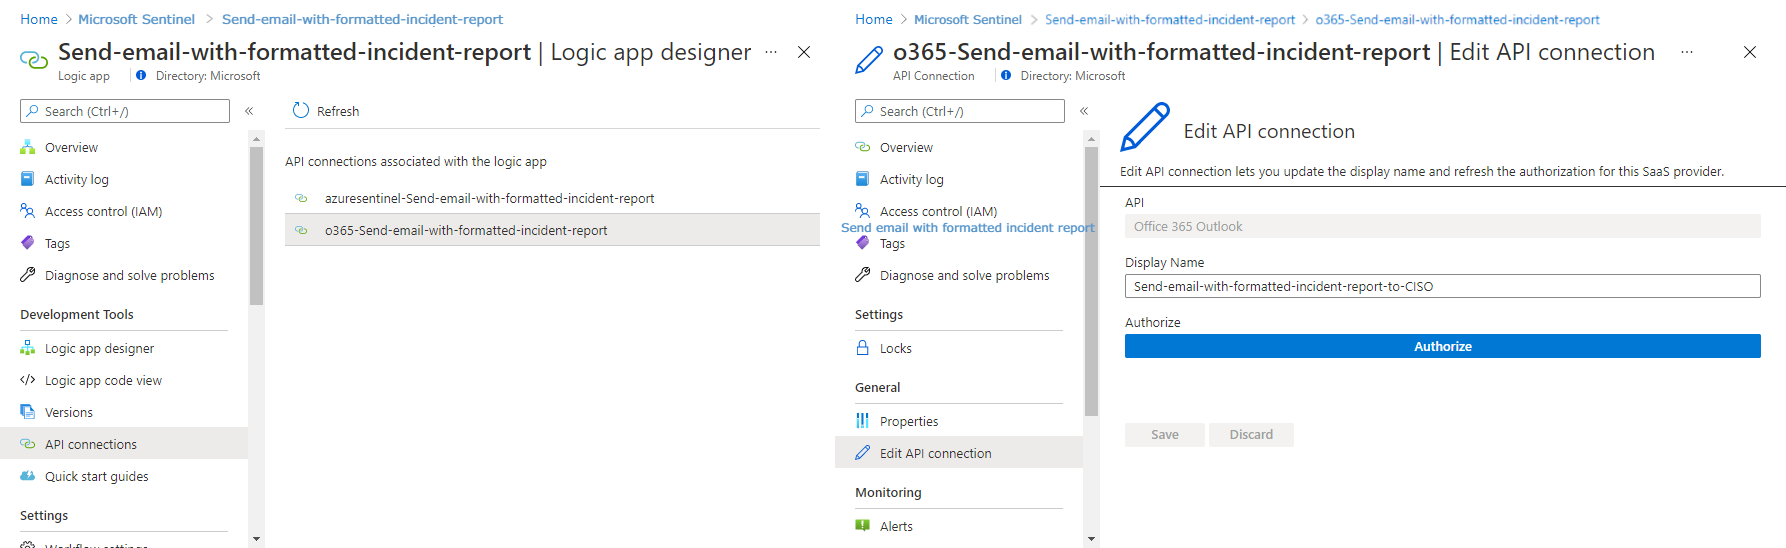 Home > Microsoft Sentinel > Send-email-with-formatted-incident-report
Send-email-with-formatted-incident-report | Logic app designer ...
Logic app
Directory: Microsoft
Search (Ctrl+/)
«
Overview
Activity log
Access control (IAM)
Tags
Diagnose and solve problems
Development Tools
Logic app designer
Logic app code view
Versions
API connections
Quick start guides
Settings
Workflow settings
Refresh
API connections associated with the logic app
azuresentinel-Send-email-with-formatted-incident-report
o365-Send-email-with-formatted-incident-report
Home > Microsoft Sentinel > Send-email-with-formatted-incident-report > o365-Send-email-with-formatted-incident-report
o365-Send-email-with-formatted-incident-report | Edit API connection ...
API Connection
Directory: Microsoft
Search (Ctrl+/)
«
Overview
Activity log
Access control (IAM)
Send email with formatted incident report
Tags
Diagnose and solve problems
Settings
Locks
General
Properties
Edit API connection
Monitoring
Alerts
Edit API connection
Edit API connection lets you update the display name and refresh the authorization for this SaaS provider.
API
Office 365 Outlook
Display Name
Send-email-with-formatted-incident-report-to-CISO
Authorize
Authorize
Save
Discard